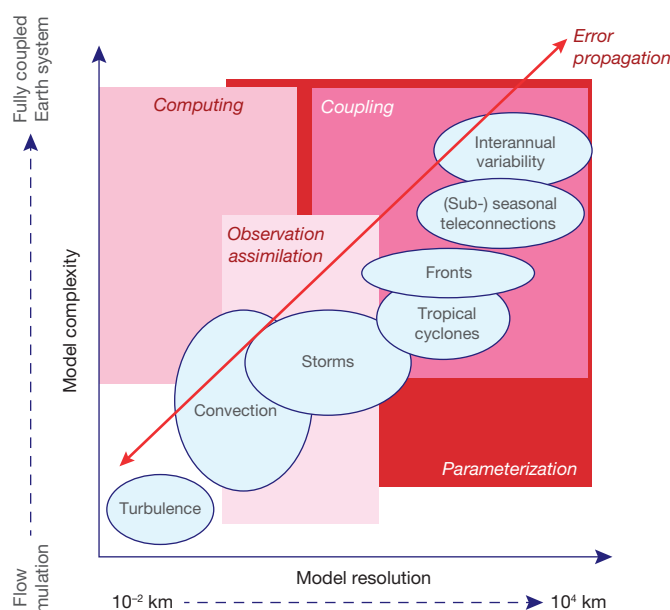 Fully coupled
Earth system
Error
propagation
Computing
Coupling
Interannual
variability
(Sub-) seasonal
teleconnections
Observation
assimilation
Fronts
Tropical
cyclones
Model complexity
Storms
Convection
Parameterization
Turbulence
Flow
mulation
Model resolution
10⁻² km
10⁴ km